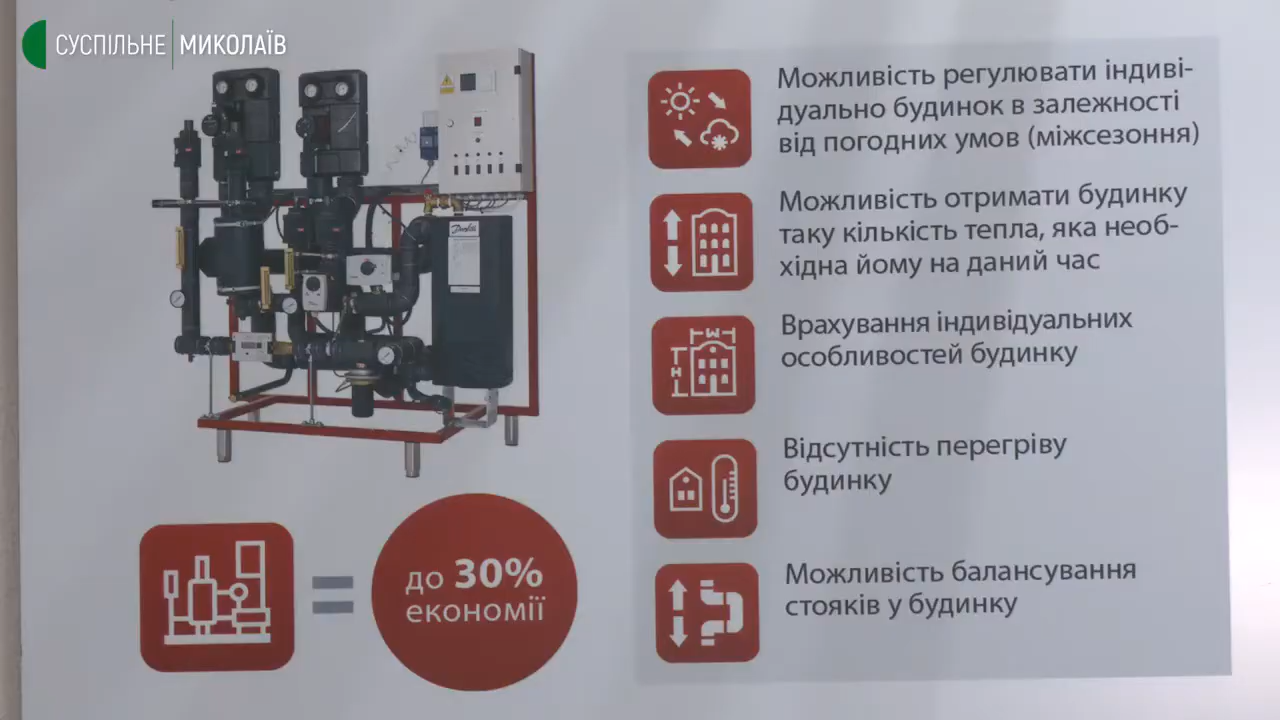 СУСПІЛЬНЕ МИКОЛАЇВ
Можливість регулювати індиві-
дуально будинок в залежності
від погодних умов (міжсезоння)
Можливість отримати будинку
таку кількість тепла, яка необ-
хідна йому на даний час
Врахування індивідуальних
особливостей будинку
Відсутність перегріву
будинку
Можливість балансування
стояків у будинку
Danfoss
до 30%
економії